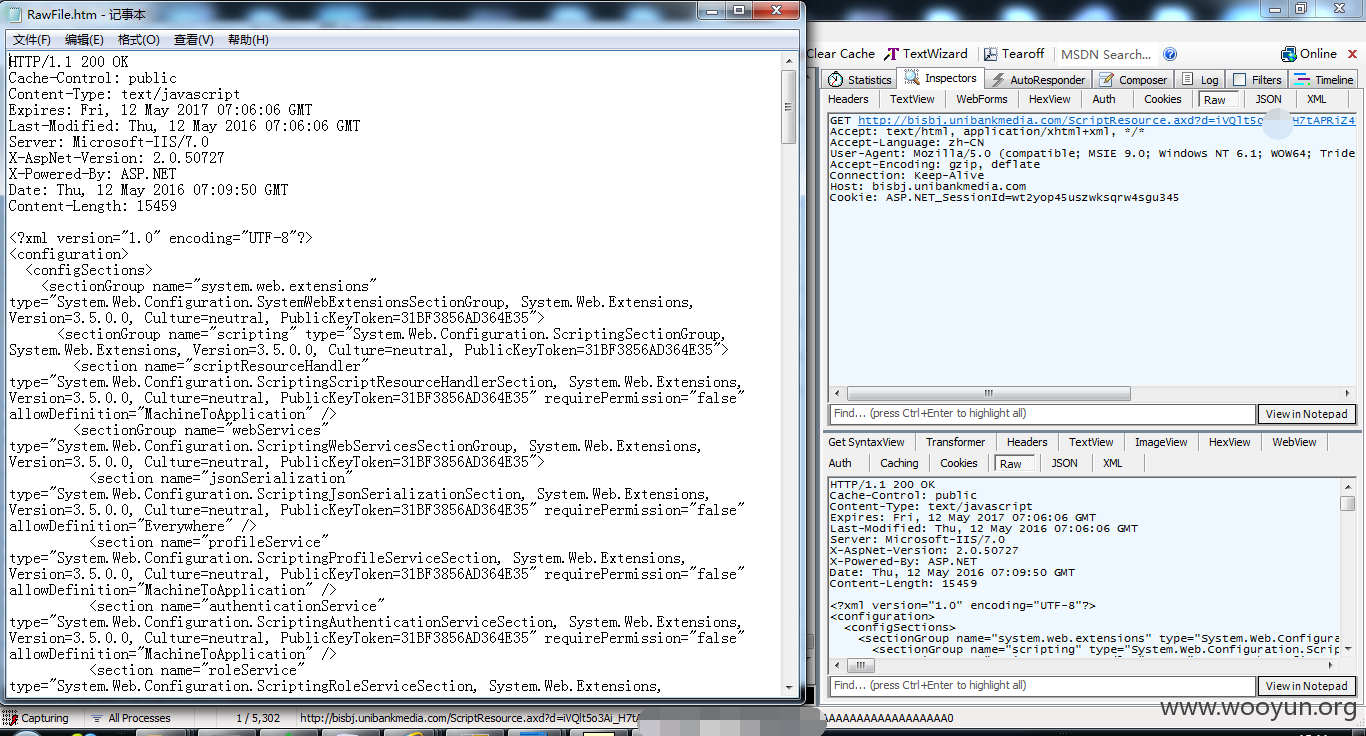 RawFile.htm - 记事本
文件(F) 编辑(E) 格式(O) 查看(V) 帮助(H)
HTTP/1.1 200 OK
Cache-Control: public
Content-Type: text/javascript
Expires: Fri, 12 May 2017 07:06:06 GMT
Last-Modified: Thu, 12 May 2016 07:06:06 GMT
Server: Microsoft-IIS/7.0
X-AspNet-Version: 2.0.50727
X-Powered-By: ASP.NET
Date: Thu, 12 May 2016 07:09:50 GMT
Content-Length: 15459
<?xml version="1.0" encoding="UTF-8"?>
<configuration>
<configSections>
<sectionGroup name="system.web.extensions"
type="System.Web.Configuration.SystemWebExtensionsSectionGroup, System.Web.Extensions,
Version=3.5.0.0, Culture=neutral, PublicKeyToken=31BF3856AD364E35">
<sectionGroup name="scripting" type="System.Web.Configuration.ScriptingSectionGroup,
System.Web.Extensions, Version=3.5.0.0, Culture=neutral, PublicKeyToken=31BF3856AD364E35">
<section name="scriptResourceHandler"
type="System.Web.Configuration.ScriptingScriptResourceHandlerSection, System.Web.Extensions,
Version=3.5.0.0, Culture=neutral, PublicKeyToken=31BF3856AD364E35" requirePermission="false"
allowDefinition="MachineToApplication" />
<sectionGroup name="webServices"
type="System.Web.Configuration.ScriptingWebServicesSectionGroup, System.Web.Extensions,
Version=3.5.0.0, Culture=neutral, PublicKeyToken=31BF3856AD364E35">
<section name="jsonSerialization"
type="System.Web.Configuration.ScriptingJsonSerializationSection, System.Web.Extensions,
Version=3.5.0.0, Culture=neutral, PublicKeyToken=31BF3856AD364E35" requirePermission="false"
allowDefinition="Everywhere" />
<section name="profileService"
type="System.Web.Configuration.ScriptingProfileServiceSection, System.Web.Extensions,
Version=3.5.0.0, Culture=neutral, PublicKeyToken=31BF3856AD364E35" requirePermission="false"
allowDefinition="MachineToApplication" />
<section name="authenticationService"
type="System.Web.Configuration.ScriptingAuthenticationServiceSection, System.Web.Extensions,
Version=3.5.0.0, Culture=neutral, PublicKeyToken=31BF3856AD364E35" requirePermission="false"
allowDefinition="MachineToApplication" />
<section name="roleService"
type="System.Web.Configuration.ScriptingRoleServiceSection, System.Web.Extensions,
Clear Cache TextWizard Tearoff MSDN Search... Online
Statistics Inspectors AutoResponder Composer Log Filters Timeline
Headers TextView WebForms HexView Auth Cookies Raw JSON XML
GET http://bisbj.unibankmedia.com/ScriptResource.axd?d=iVQlt5o H7tAPRiZ4
Accept: text/html, application/xhtml+xml, */*
Accept-Language: zh-CN
User-Agent: Mozilla/5.0 (compatible; MSIE 9.0; Windows NT 6.1; WOW64; Tride
Accept-Encoding: gzip, deflate
Connection: Keep-Alive
Host: bisbj.unibankmedia.com
Cookie: ASP.NET_SessionId=wt2yop45uszwksqrw4sgu345
Find... (press Ctrl+Enter to highlight all) View in Notepad
Get SyntaxView Transformer Headers TextView ImageView HexView WebView
Auth Caching Cookies Raw JSON XML
HTTP/1.1 200 OK
Cache-Control: public
Content-Type: text/javascript
Expires: Fri, 12 May 2017 07:06:06 GMT
Last-Modified: Thu, 12 May 2016 07:06:06 GMT
Server: Microsoft-IIS/7.0
X-AspNet-Version: 2.0.50727
X-Powered-By: ASP.NET
Date: Thu, 12 May 2016 07:09:50 GMT
Content-Length: 15459
<?xml version="1.0" encoding="UTF-8"?>
<configuration>
<configSections>
<sectionGroup name="system.web.extensions" type="System.Web.Configura
<sectionGroup name="scripting" type="System.Web.Configuration.Scrip
Find... (press Ctrl+Enter to highlight all) View in Notepad
Capturing All Processes 1 / 5,302 http://bisbj.unibankmedia.com/ScriptResource.axd?d=iVQlt5o3Ai_H7t AAAAAAAAAAAAAAAAAA0
www.wooyun.org